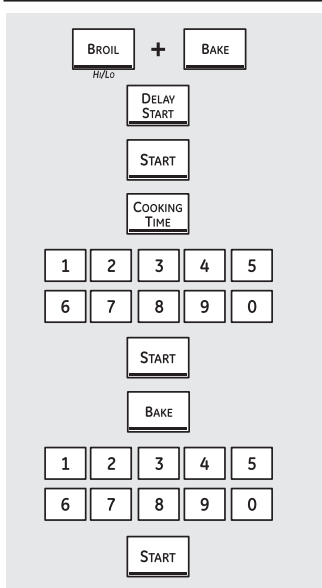 BROIL + BAKE
Hi/Lo
DELAY
START
START
COOKING
TIME
1 2 3 4 5
6 7 8 9 0
START
BAKE
1 2 3 4 5
6 7 8 9 0
START